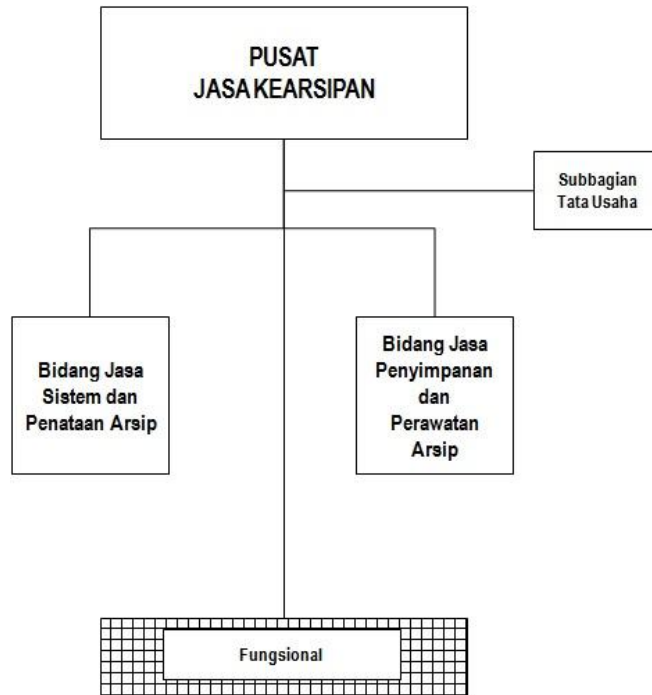 PUSAT
JASA KEARSIPAN
Subbagian
Tata Usaha
Bidang Jasa
Sistem dan
Penataan Arsip
Bidang Jasa
Penyimpanan
dan
Perawatan
Arsip
Fungsional